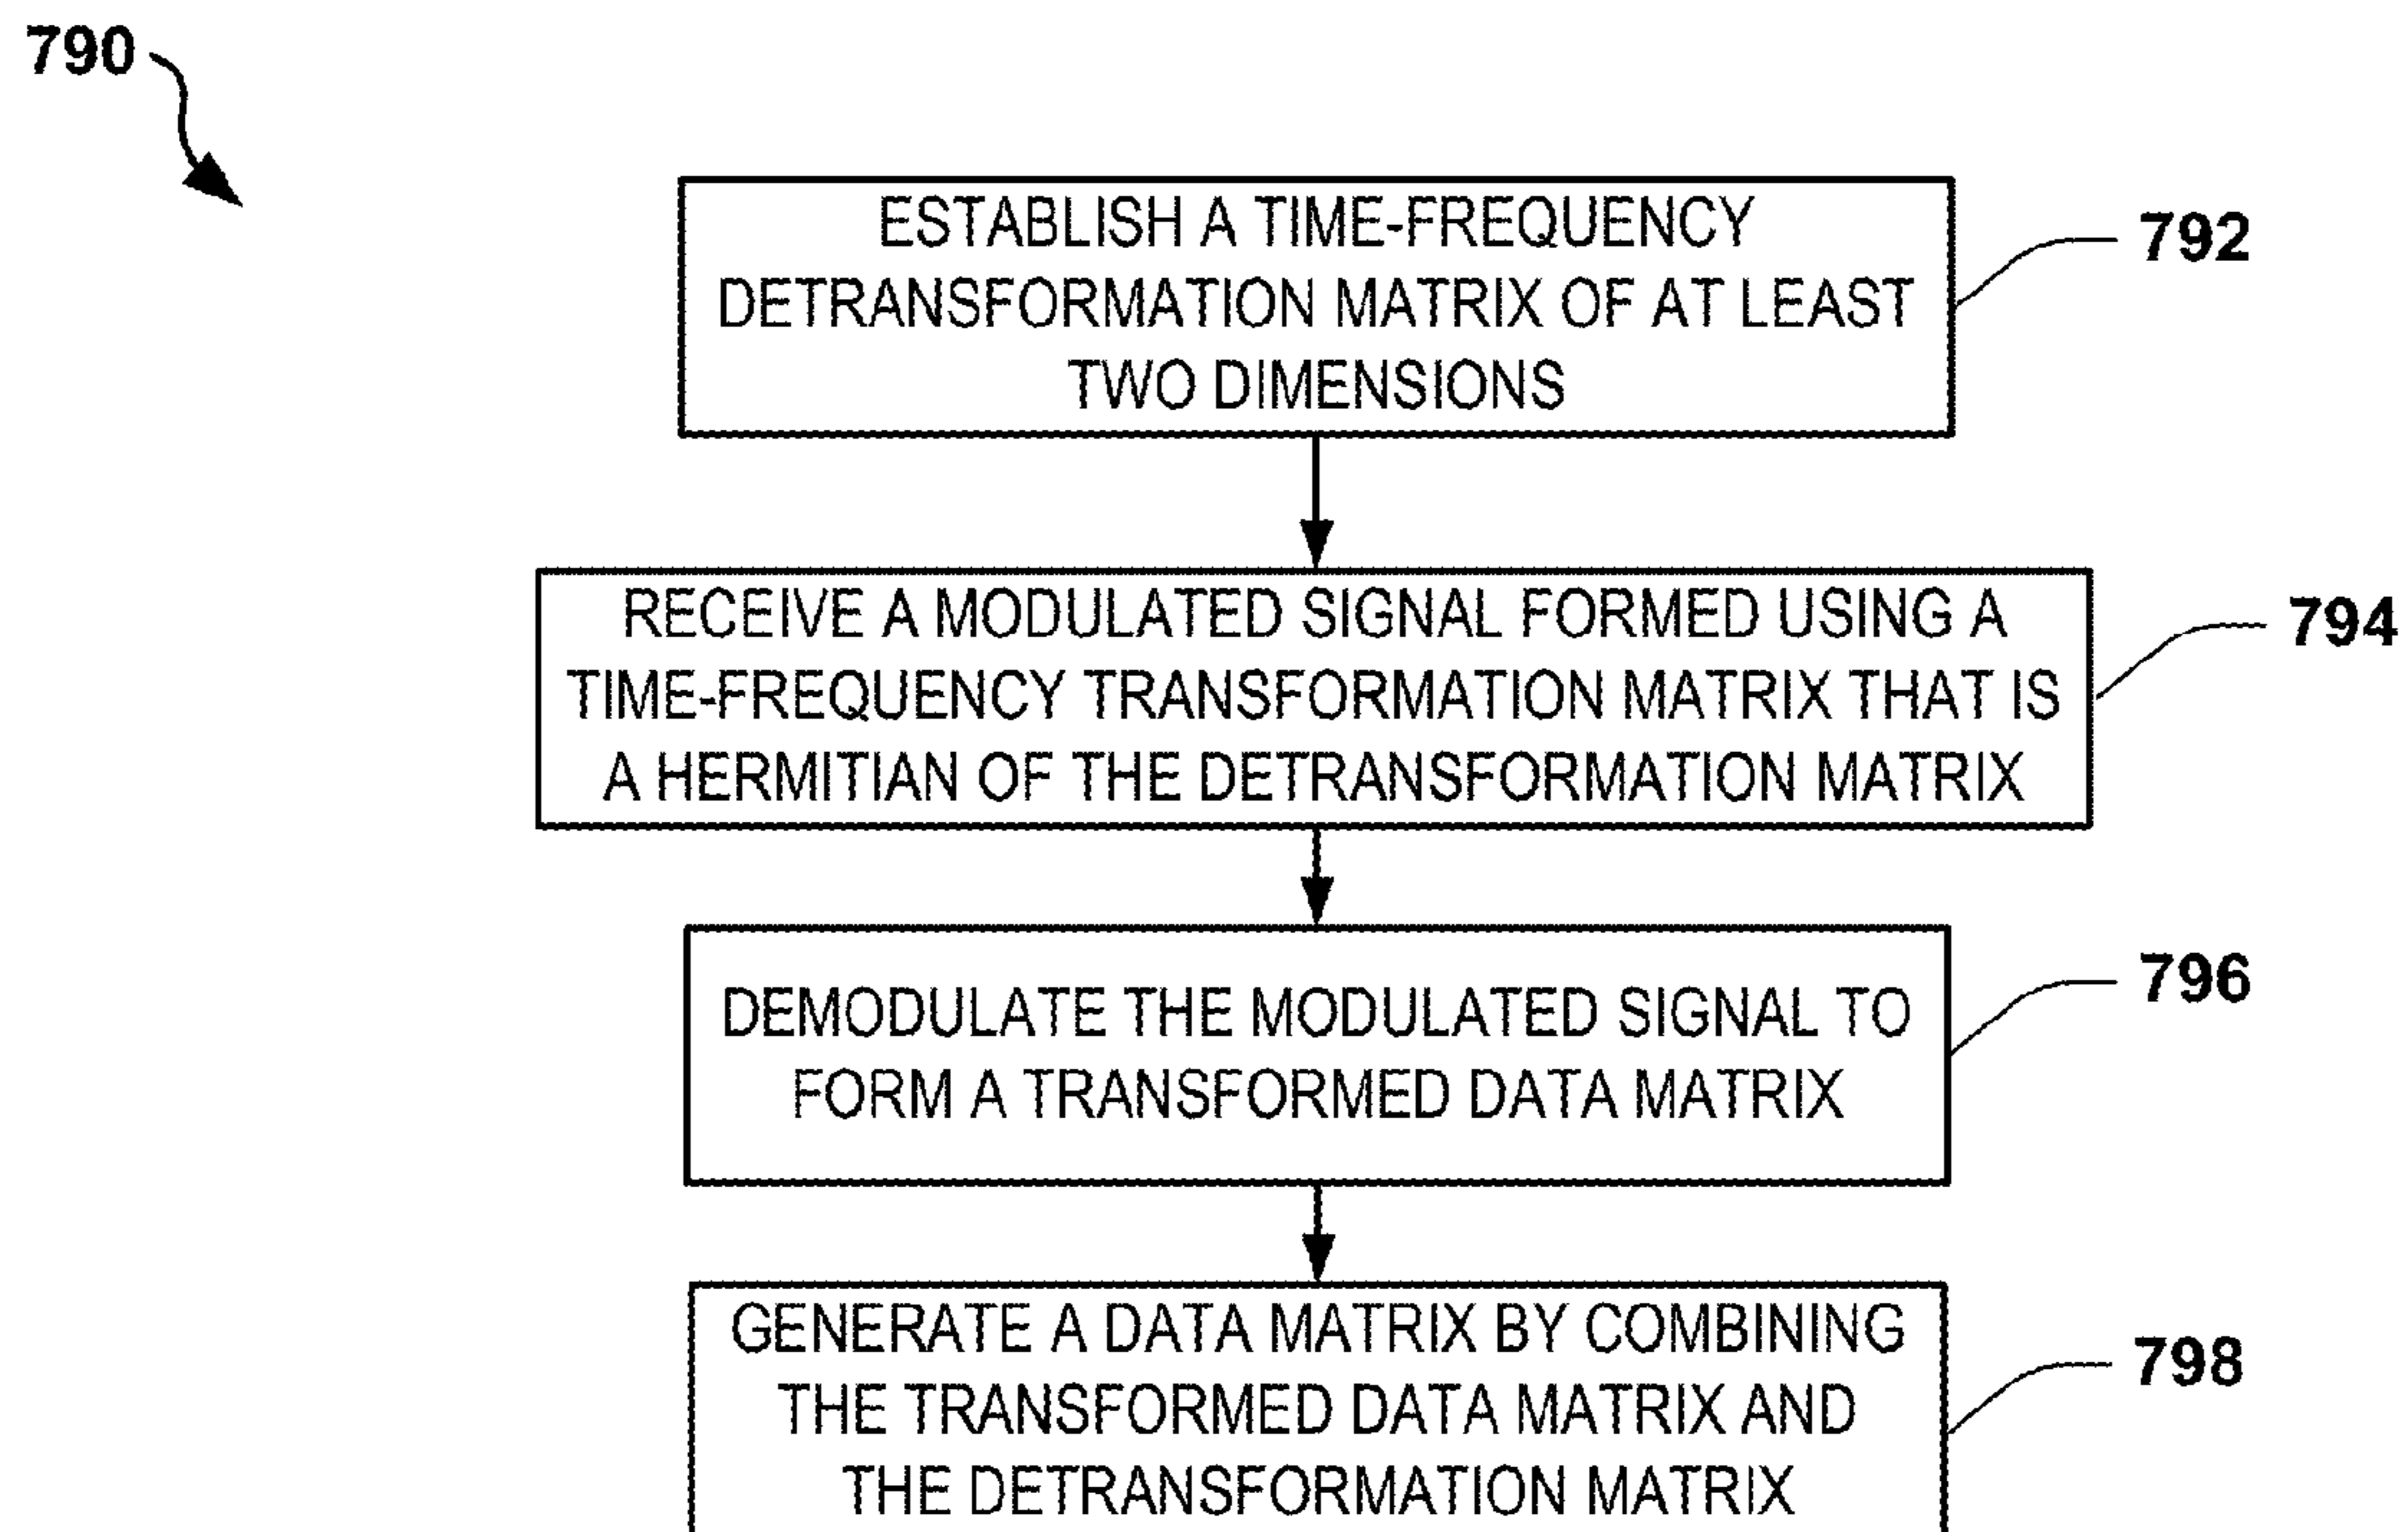 790
ESTABLISH A TIME-FREQUENCY
DETRANSFORMATION MATRIX OF AT LEAST
TWO DIMENSIONS
792
RECEIVE A MODULATED SIGNAL FORMED USING A
TIME-FREQUENCY TRANSFORMATION MATRIX THAT IS
A HERMITIAN OF THE DETRANSFORMATION MATRIX
794
DEMODULATE THE MODULATED SIGNAL TO
FORM A TRANSFORMED DATA MATRIX
796
GENERATE A DATA MATRIX BY COMBINING
THE TRANSFORMED DATA MATRIX AND
THE DETRANSFORMATION MATRIX
798